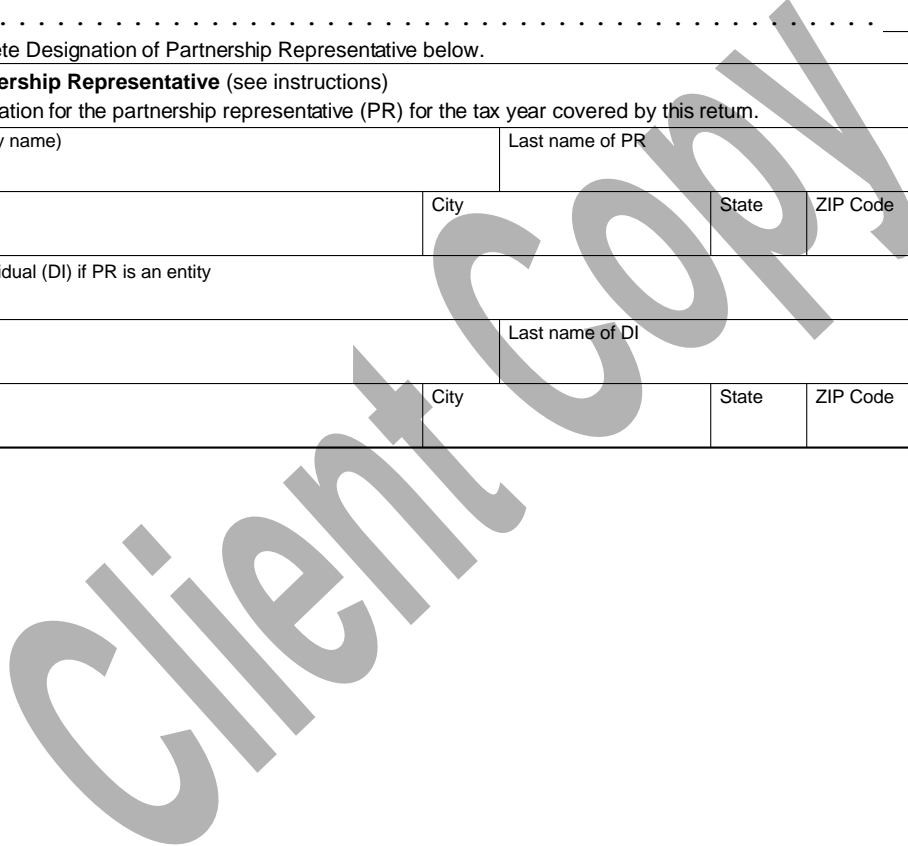 ete Designation of Partnership Representative below.
ership Representative (see instructions)
ation for the partnership representative (PR) for the tax year covered by this return.
y name) Last name of PR
City State ZIP Code
idual (DI) if PR is an entity
Last name of DI
City State ZIP Code
Client Copy